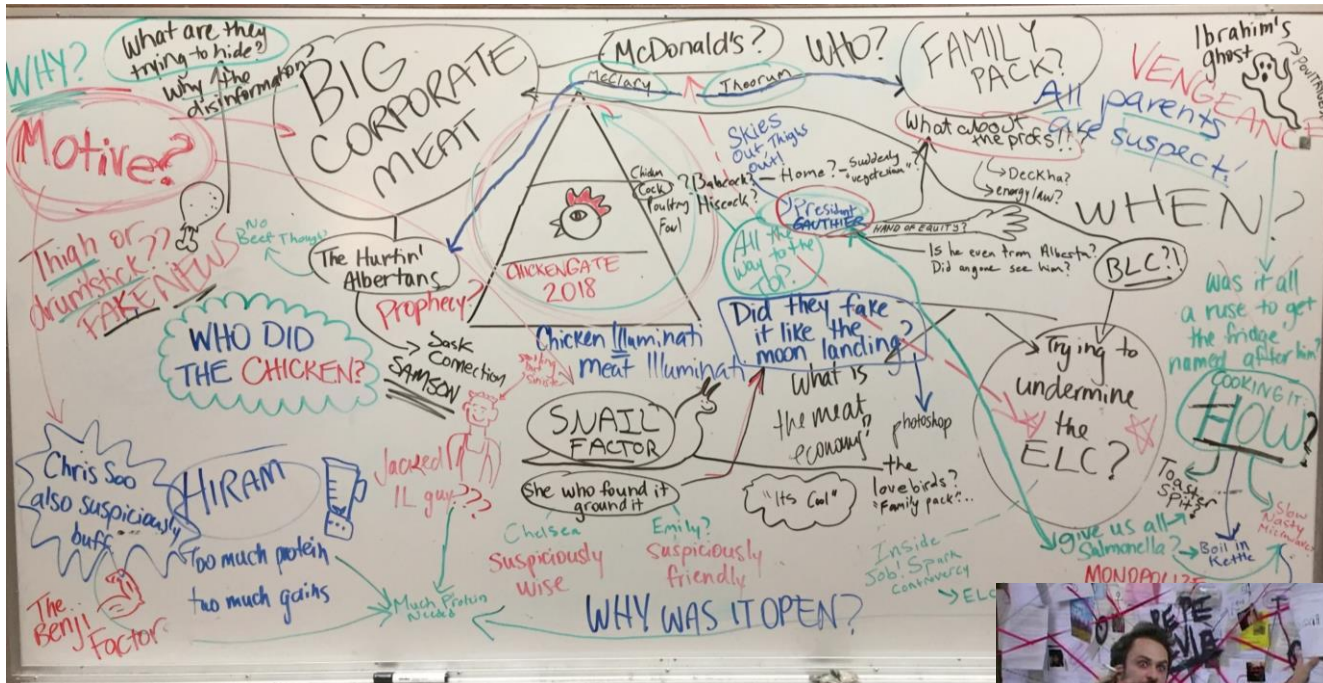 WHY?
What are they
trying to hide?
Why the
disinformation?
Motive?
BIG
CORPORATE
MEAT
McDonald's?
McClary
Theorum
WHO?
FAMILY
PACK?
All parents
are suspect!
Ibrahim's
ghost
VENGEANCE
What about
the profs!?!
Deckha?
energy law?
WHEN?
Skies
Out Thighs
Out!
Chicken
Cock
Poultry
Foul
? Babcock?
Hiscock?
Home?
Suddenly
"vegetarian"?
President
GAUTHIER
HAND OF EQUITY?
Is he even from Alberta?
Did anyone see him?
BLC?!
All the
way to the
TOP?
CHICKENGATE
2018
Thigh or
drumstick??
FAKE NEWS
No
Beef Though?
The Hurtin'
Albertans
Prophecy?
Sask
Connection
SAMSON
WHO DID
THE CHICKEN?
Chicken Illuminati
=
meat Illuminati
Did they fake
it like the
moon landing?
What is
the meat
economy?
photoshop
the
lovebirds?
"Family pack"...
Trying to
undermine
the
ELC?
Was it all
a ruse to get
the fridge
named after him?
COOKING IT:
HOW?
Toaster
Spit?
Boil in
Kettle
Slow
Nasty
Microwave?
SNAIL
FACTOR
She who found it
ground it
Chelsea
Suspiciously
wise
Emily?
Suspiciously
friendly
"Its Cool"
Jacked
IL guy???
Chris Soo
also suspiciously
buff
HIRAM
Too much protein
two much gains
The
Benji
Factor
Much Protein
Needed
WHY WAS IT OPEN?
Inside
Job! Spark
Controversy
ELC
give us all
Salmonella?
PEPE